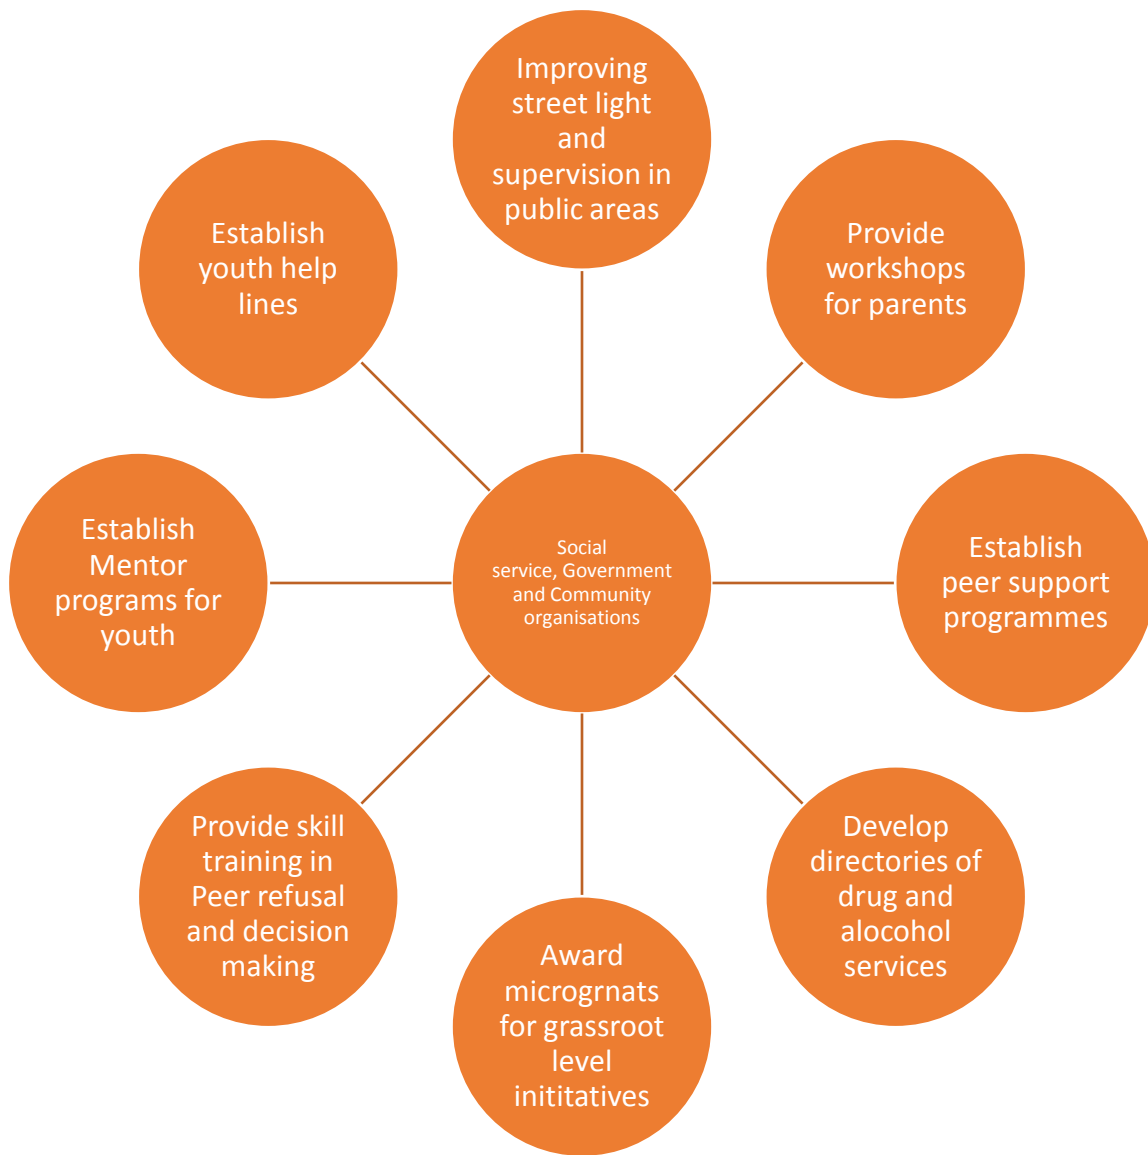 Improving
street light
and
supervision in
public areas
Provide
workshops
for parents
Establish
peer support
programmes
Develop
directories of
drug and
alocohol
services
Award
microgrnats
for grassroot
level
inititatives
Provide skill
training in
Peer refusal
and decision
making
Establish
Mentor
programs for
youth
Establish
youth help
lines
Social
service, Government
and Community
organisations